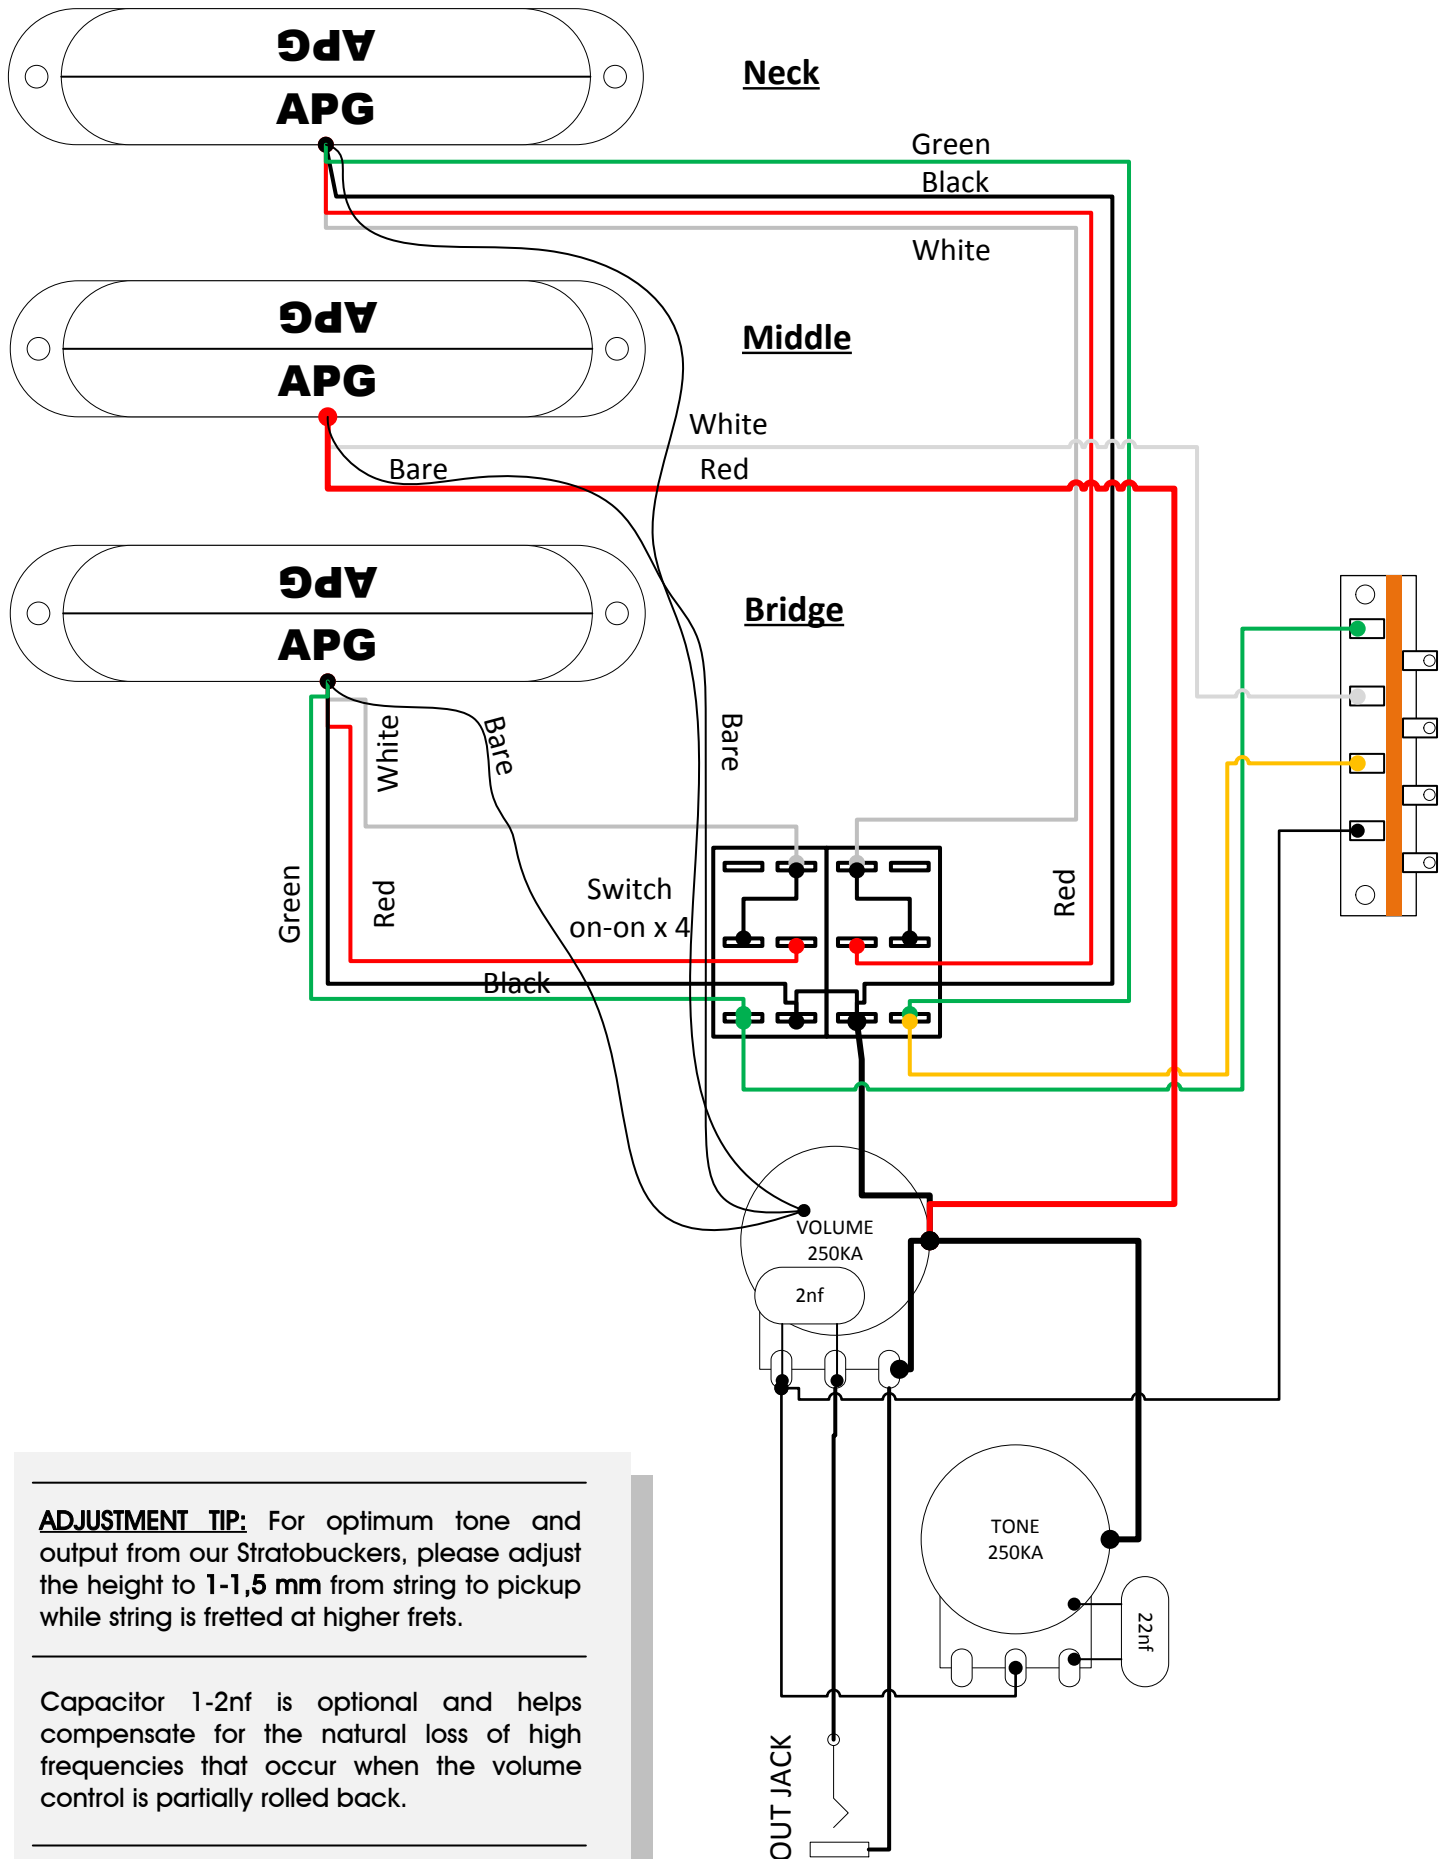 APG
APG
Neck
Green
Black
White
APG
APG
Middle
White
Bare
Red
APG
APG
Bridge
White
Bare
Bare
Green
Red
Switch
on-on x 4
Red
Black
VOLUME
250KA
2nf
TONE
250KA
22nf
OUT JACK
ADJUSTMENT TIP: For optimum tone and
output from our Stratobuckers, please adjust
the height to 1-1,5 mm from string to pickup
while string is fretted at higher frets.
Capacitor 1-2nf is optional and helps
compensate for the natural loss of high
frequencies that occur when the volume
control is partially rolled back.